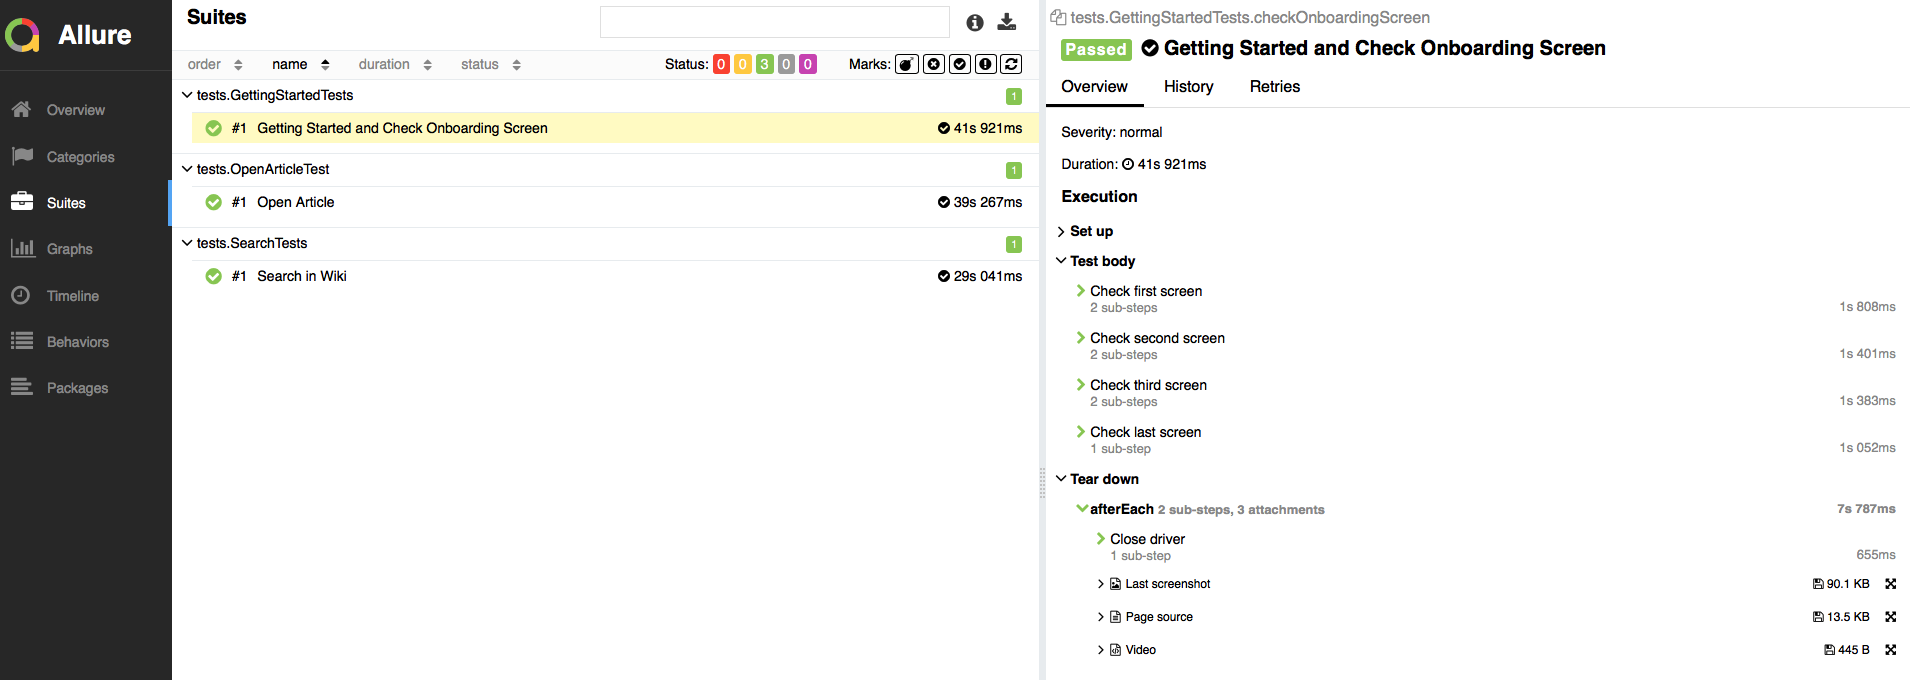 Allure
Overview
Categories
Suites
Graphs
Timeline
Behaviors
Packages
Suites
order name duration status Status: 0 0 3 0 0 Marks:
tests.GettingStartedTests 1
#1 Getting Started and Check Onboarding Screen 41s 921ms
tests.OpenArticleTest 1
#1 Open Article 39s 267ms
tests.SearchTests 1
#1 Search in Wiki 29s 041ms
tests.GettingStartedTests.checkOnboardingScreen
Passed Getting Started and Check Onboarding Screen
Overview History Retries
Severity: normal
Duration: 41s 921ms
Execution
Set up
Test body
Check first screen
2 sub-steps 1s 808ms
Check second screen
2 sub-steps 1s 401ms
Check third screen
2 sub-steps 1s 383ms
Check last screen
1 sub-step 1s 052ms
Tear down
afterEach 2 sub-steps, 3 attachments 7s 787ms
Close driver
1 sub-step 655ms
Last screenshot 90.1 KB
Page source 13.5 KB
Video 445 B